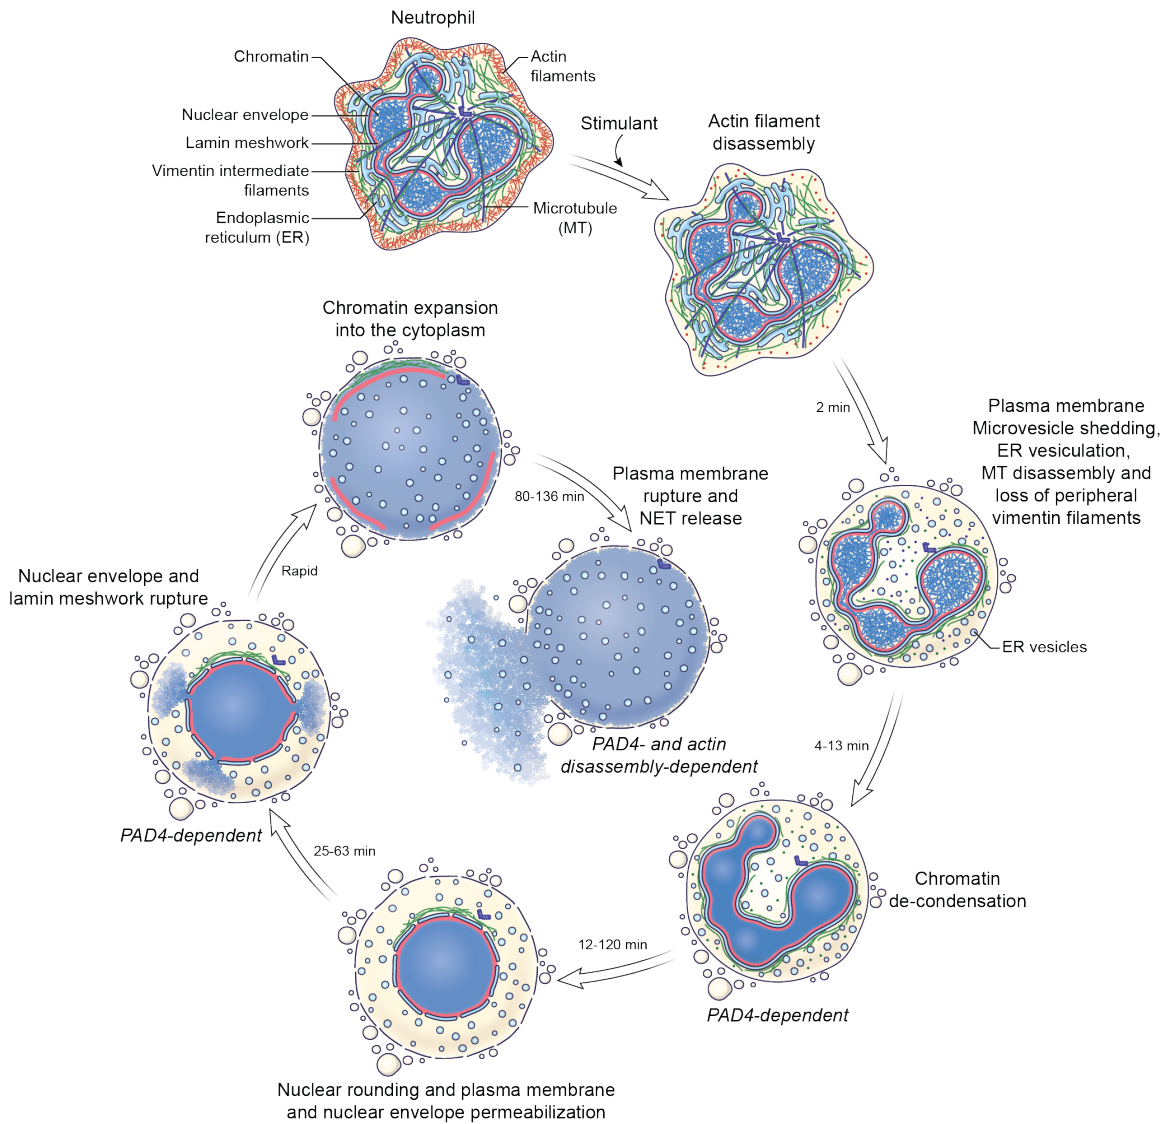 Neutrophil
Chromatin
Nuclear envelope
Lamin meshwork
Vimentin intermediate
filaments
Endoplasmic
reticulum (ER)
Actin
filaments
Microtubule
(MT)
Stimulant
Actin filament
disassembly
2 min
Plasma membrane
Microvesicle shedding,
ER vesiculation,
MT disassembly and
loss of peripheral
vimentin filaments
ER vesicles
4-13 min
Chromatin
de-condensation
PAD4-dependent
12-120 min
Nuclear rounding and plasma membrane
and nuclear envelope permeabilization
25-63 min
Nuclear envelope and
lamin meshwork rupture
PAD4-dependent
Rapid
Chromatin expansion
into the cytoplasm
80-136 min
Plasma membrane
rupture and
NET release
PAD4- and actin
disassembly-dependent